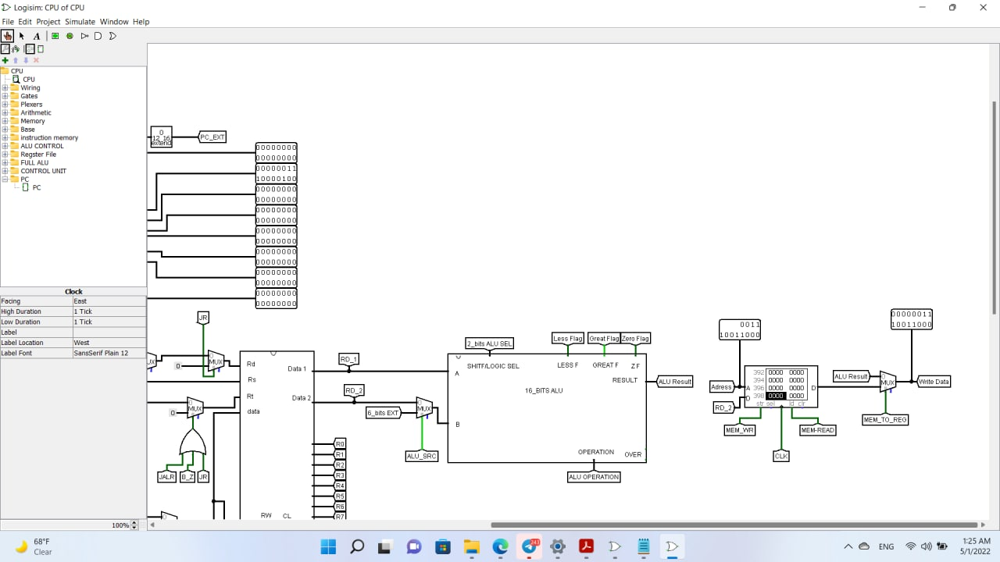 Logisim: CPU of CPU
File Edit Project Simulate Window Help
A
CPU
CPU
Wiring
Gates
Plexers
Arithmetic
Memory
Base
instruction memory
ALU CONTROL
Regster File
FULL ALU
CONTROL UNIT
PC
PC
Clock
Facing East
High Duration 1 Tick
Low Duration 1 Tick
Label
Label Location West
Label Font SansSerif Plain 12
100%
0
12_16
extend
PC_EXT
00000000
00000000
00000011
10000100
00000000
00000000
00000000
00000000
00000000
00000000
00000000
00000000
00000000
00000000
00000000
00000000
JR
MUX
0
Rd
Rs
Rt
data
0
MUX
JALR
B_Z
JR
Data 1
Data 2
RW
CL
R0
R1
R2
R3
R4
R5
R6
R7
RD_1
RD_2
6_bits EXT
0
MUX
ALU_SRC
2_bits ALU SEL
Less Flag
Great Flag
Zero Flag
SHITF/LOGIC SEL
LESS F
GREAT F
Z F
A
B
RESULT
16_BITS ALU
OPERATION
OVER
ALU OPERATION
ALU Result
0011
10011000
Adress
RD_2
A
D
392 0000 0000
394 0000 0000
396 0000 0000
398 0000 0000
str sel ld clr
D
MEM_WR
MEM-READ
CLK
ALU Result
0
MUX
MEM_TO_REG
00000011
10011000
Write Data
243
68°F
Clear
ENG
1:25 AM
5/1/2022